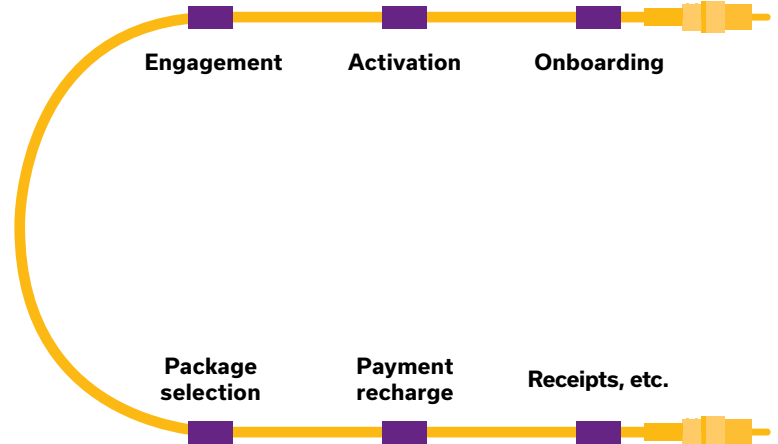 Engagement
Activation
Onboarding
Package
selection
Payment
recharge
Receipts, etc.